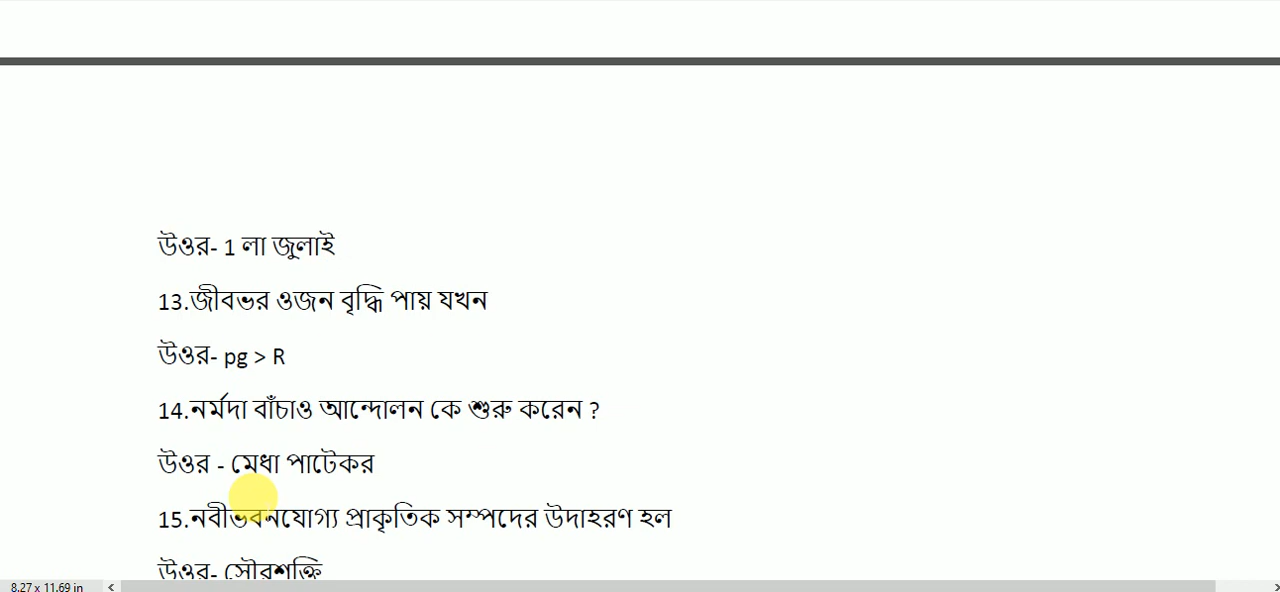 উওর- 1 লা জুলাই
13.জীবভর ওজন বৃদ্ধি পায় যখন
উওর- pg > R
14.নর্মদা বাঁচাও আন্দোলন কে শুরু করেন ?
উওর - মেধা পাটেকর
15.নবীভবনযোগ্য প্রাকৃতিক সম্পদের উদাহরণ হল
উওর- সৌরশক্তি
8.27 x 11.69 in